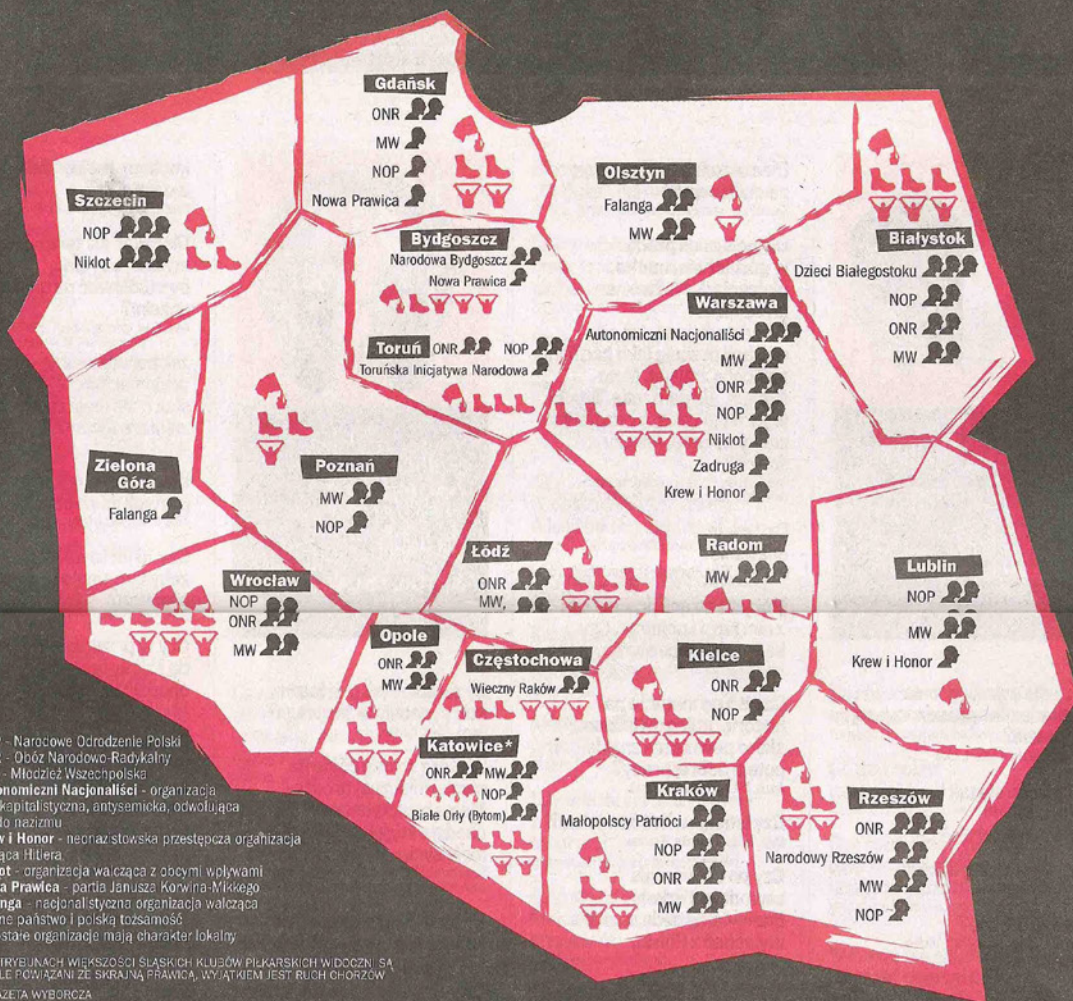 Gdańsk
ONR
MW
NOP
Nowa Prawica
Szczecin
NOP
Niklot
Olsztyn
Falanga
MW
Białystok
Dzieci Białegostoku
NOP
ONR
MW
Bydgoszcz
Narodowa Bydgoszcz
Nowa Prawica
Toruń ONR NOP
Toruńska Inicjatywa Narodowa
Warszawa
Autonomiczni Nacjonaliści
MW
ONR
NOP
Niklot
Zadruga
Krew i Honor
Zielona
Góra
Falanga
Poznań
MW
NOP
Łódź
ONR
MW,
Radom
MW
Lublin
NOP
MW
Krew i Honor
Wrocław
NOP
ONR
MW
Opole
ONR
MW
Częstochowa
Wieczny Raków
Kielce
ONR
NOP
Katowice*
ONR MW
NOP
Białe Orły (Bytom)
Kraków
Małopolscy Patrioci
NOP
ONR
MW
Rzeszów
ONR
Narodowy Rzeszów
MW
NOP
- Narodowe Odrodzenie Polski
- Obóz Narodowo-Radykalny
- Młodzież Wszechpolska
onomiczni Nacjonaliści - organizacja
kapitalistyczna, antysemicka, odwołująca
do nazizmu
w i Honor - neonazistowska przestępcza organizacja
ąca Hitlera
ot - organizacja walcząca z obcymi wpływami
a Prawica - partia Janusza Korwina-Mikkego
nga - nacjonalistyczna organizacja walcząca
ne państwo i polską tożsamość
stałe organizacje mają charakter lokalny
TRYBUNACH WIĘKSZOŚCI ŚLĄSKICH KLUBÓW PIŁKARSKICH WIDOCZNI SĄ
LE POWIĄZANI ZE SKRAJNĄ PRAWICĄ, WYJĄTKIEM JEST RUCH CHORZÓW
AZETA WYBORCZA